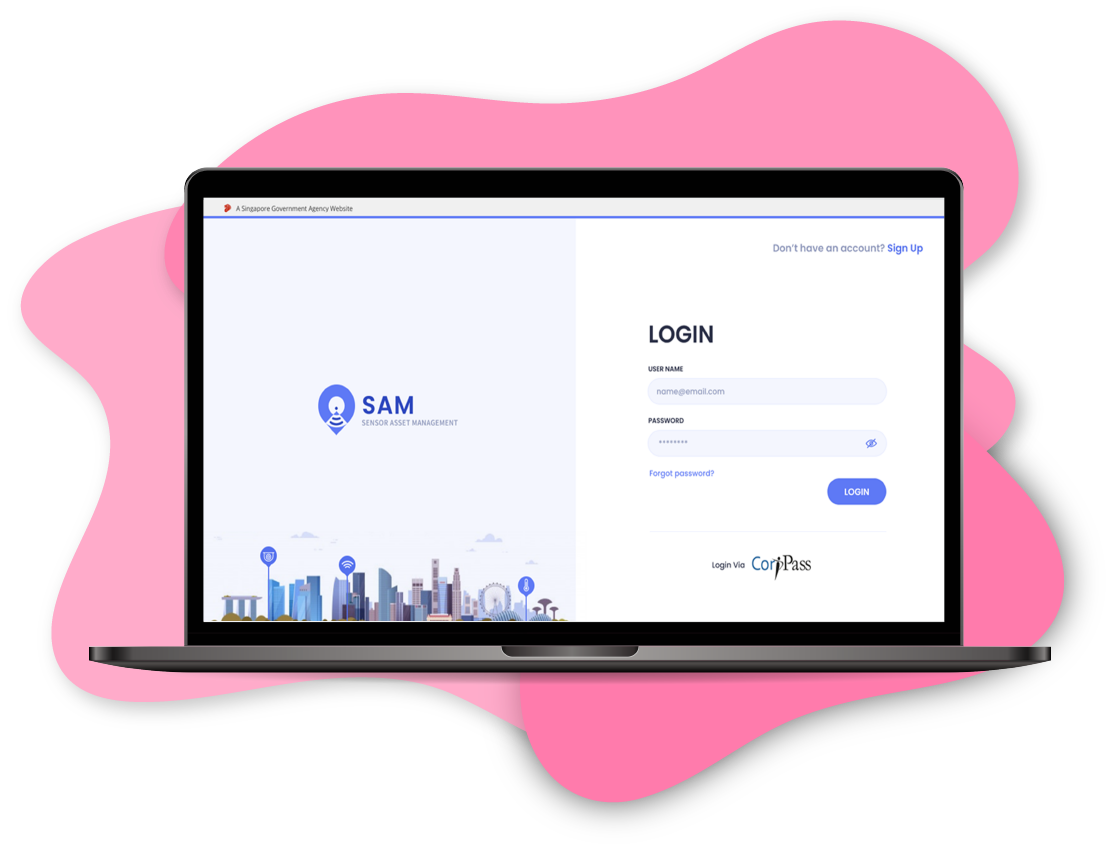 A Singapore Government Agency Website
Don't have an account? Sign Up
SAM
SENSOR ASSET MANAGEMENT
LOGIN
USER NAME
name@email.com
PASSWORD
********
Forgot password?
LOGIN
Login Via CorpPass